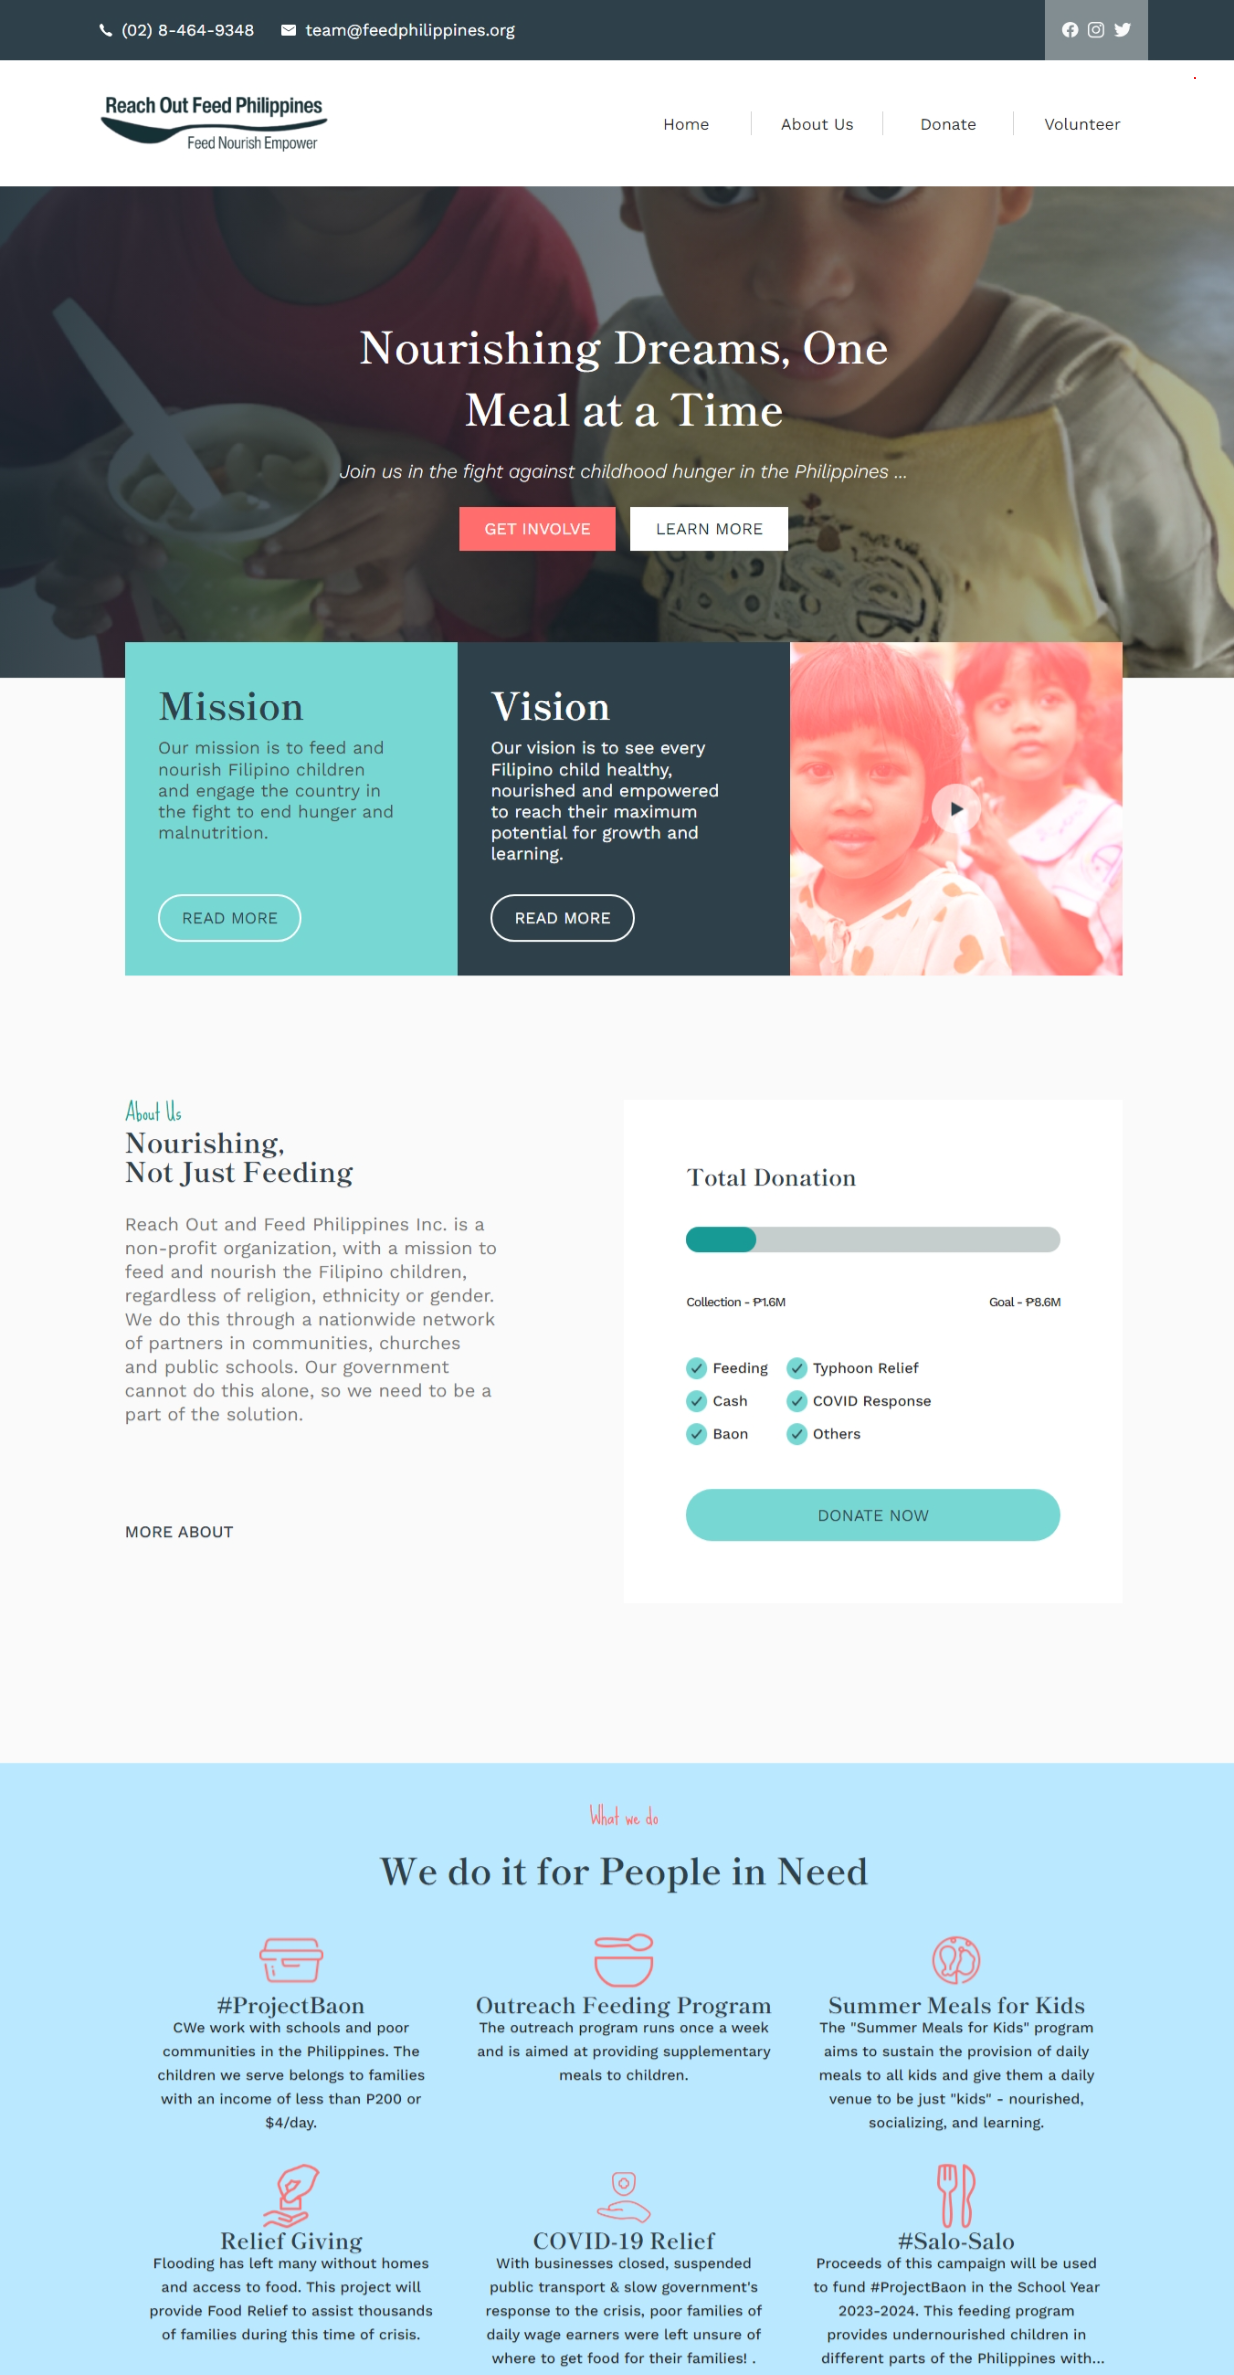 (02) 8-464-9348
team@feedphilippines.org
Reach Out Feed Philippines
Feed Nourish Empower
Home
About Us
Donate
Volunteer
Nourishing Dreams, One
Meal at a Time
Join us in the fight against childhood hunger in the Philippines ...
GET INVOLVE
LEARN MORE
Mission
Our mission is to feed and
nourish Filipino children
and engage the country in
the fight to end hunger and
malnutrition.
READ MORE
Vision
Our vision is to see every
Filipino child healthy,
nourished and empowered
to reach their maximum
potential for growth and
learning.
READ MORE
About Us
Nourishing,
Not Just Feeding
Reach Out and Feed Philippines Inc. is a
non-profit organization, with a mission to
feed and nourish the Filipino children,
regardless of religion, ethnicity or gender.
We do this through a nationwide network
of partners in communities, churches
and public schools. Our government
cannot do this alone, so we need to be a
part of the solution.
MORE ABOUT
Total Donation
Collection - ₱1.6M
Goal - ₱8.6M
Feeding
Typhoon Relief
Cash
COVID Response
Baon
Others
DONATE NOW
What we do
We do it for People in Need
#ProjectBaon
CWe work with schools and poor
communities in the Philippines. The
children we serve belongs to families
with an income of less than P200 or
$4/day.
Outreach Feeding Program
The outreach program runs once a week
and is aimed at providing supplementary
meals to children.
Summer Meals for Kids
The "Summer Meals for Kids" program
aims to sustain the provision of daily
meals to all kids and give them a daily
venue to be just "kids" - nourished,
socializing, and learning.
Relief Giving
Flooding has left many without homes
and access to food. This project will
provide Food Relief to assist thousands
of families during this time of crisis.
COVID-19 Relief
With businesses closed, suspended
public transport & slow government's
response to the crisis, poor families of
daily wage earners were left unsure of
where to get food for their families! .
#Salo-Salo
Proceeds of this campaign will be used
to fund #ProjectBaon in the School Year
2023-2024. This feeding program
provides undernourished children in
different parts of the Philippines with...